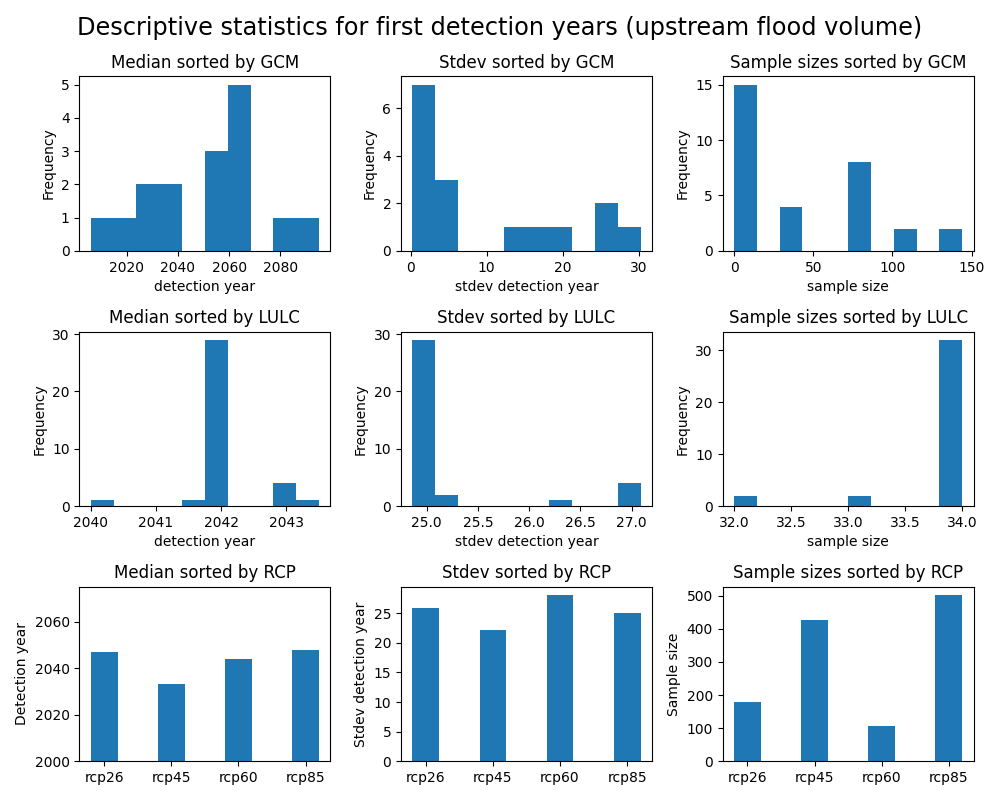 Descriptive statistics for first detection years (upstream flood volume)
Median sorted by GCM
Stdev sorted by GCM
Sample sizes sorted by GCM
Frequency
5
4
3
2
1
0
2020 2040 2060 2080
detection year
Frequency
6
4
2
0
0 10 20 30
stdev detection year
Frequency
15
10
5
0
0 50 100 150
sample size
Median sorted by LULC
Stdev sorted by LULC
Sample sizes sorted by LULC
Frequency
30
20
10
0
2040 2041 2042 2043
detection year
Frequency
30
20
10
0
25.0 25.5 26.0 26.5 27.0
stdev detection year
Frequency
30
20
10
0
32.0 32.5 33.0 33.5 34.0
sample size
Median sorted by RCP
Stdev sorted by RCP
Sample sizes sorted by RCP
Detection year
2060
2040
2020
2000
rcp26 rcp45 rcp60 rcp85
Stdev detection year
25
20
15
10
5
0
rcp26 rcp45 rcp60 rcp85
Sample size
500
400
300
200
100
0
rcp26 rcp45 rcp60 rcp85